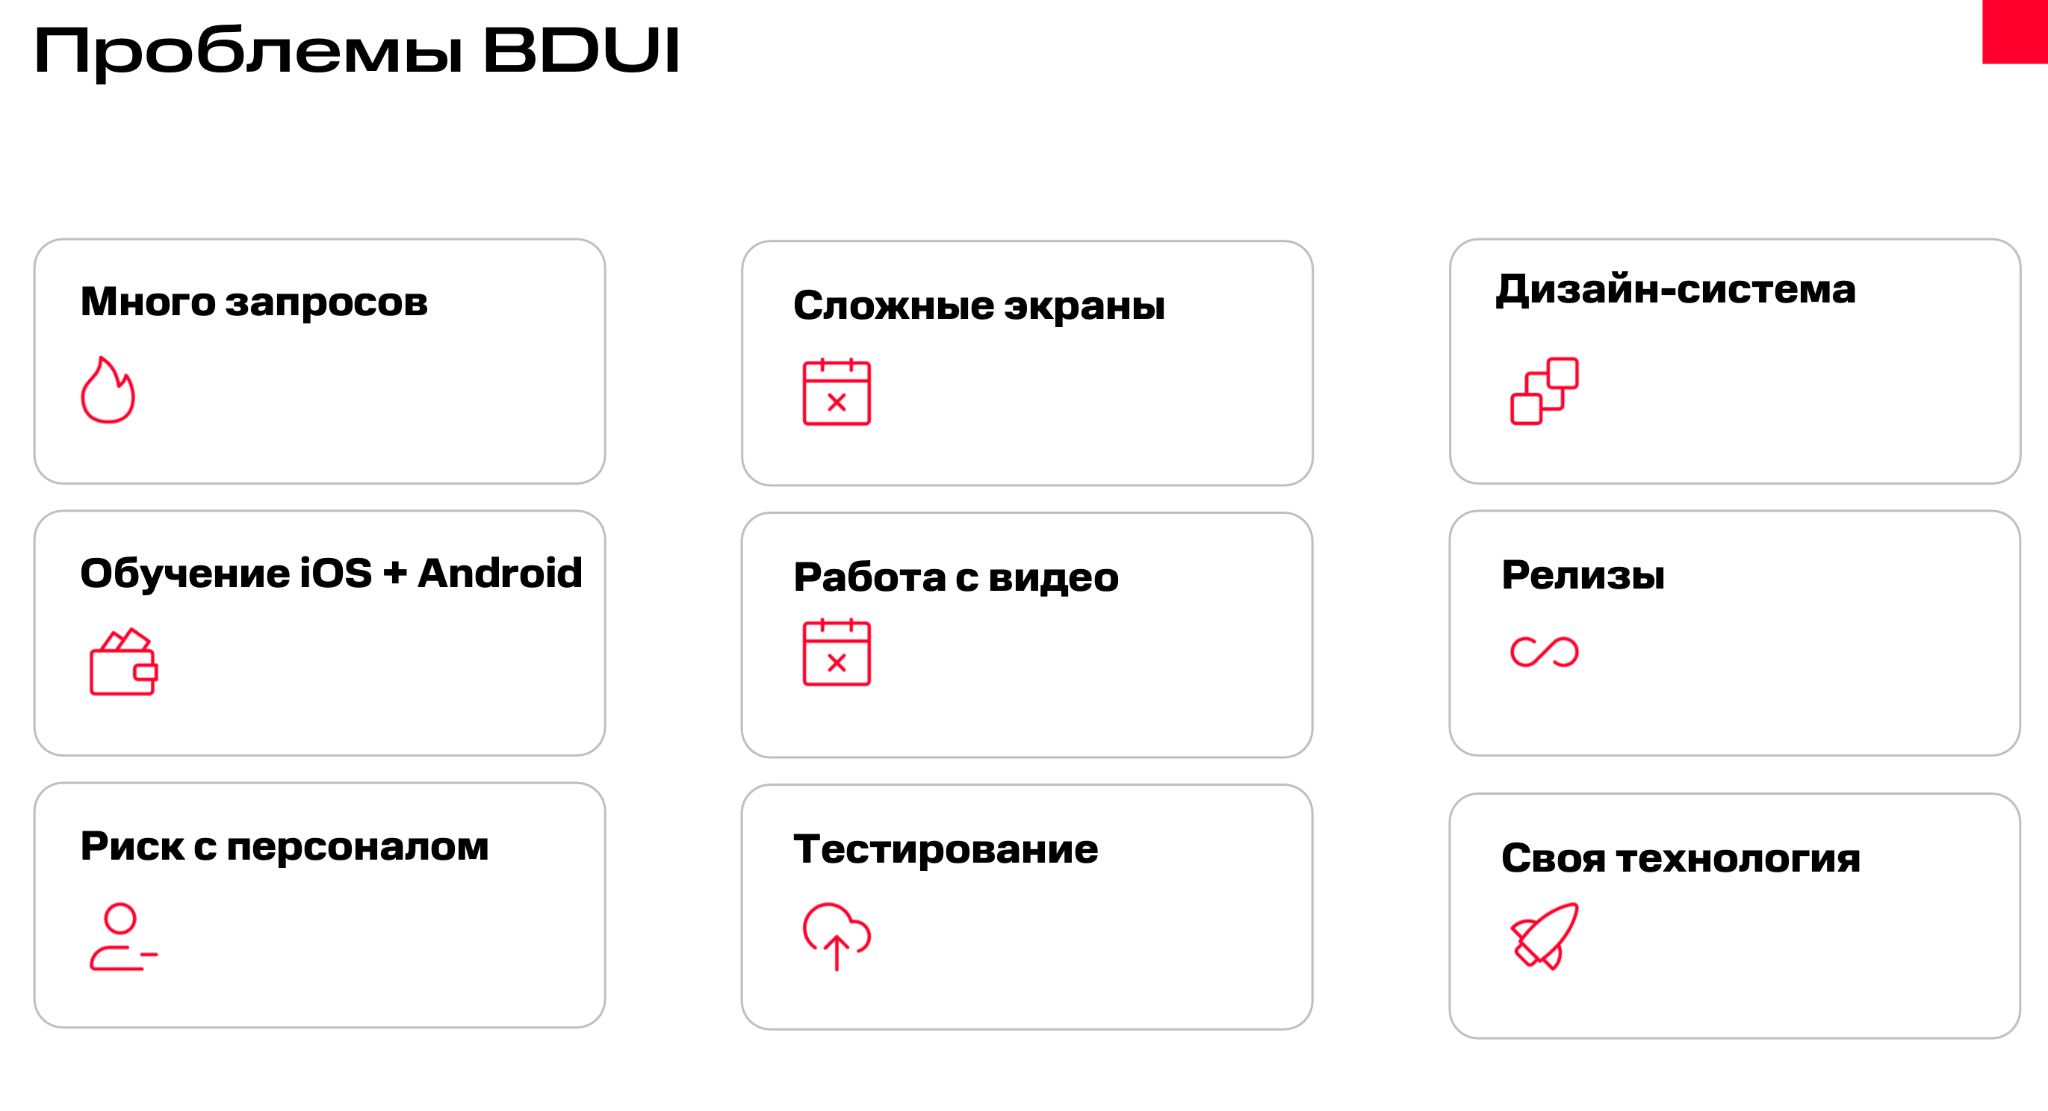 Проблемы BDUI
Много запросов
Сложные экраны
Дизайн-система
Обучение iOS + Android
Работа с видео
Релизы
Риск с персоналом
Тестирование
Своя технология